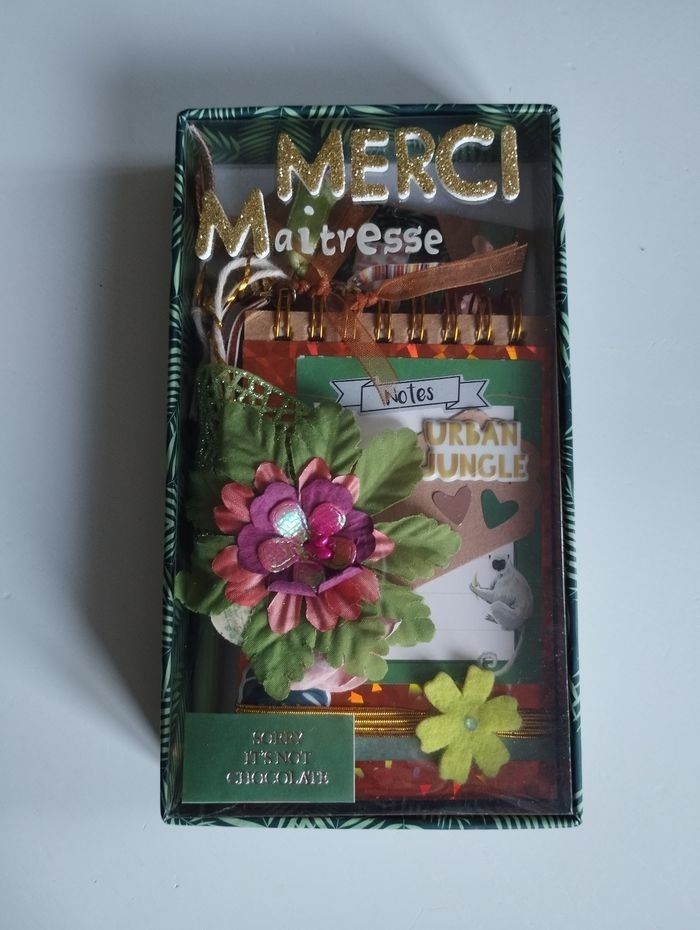 MERCI
Maitresse
Notes
URBAN
JUNGLE
SORRY
IT'S NOT
CHOCOLATE